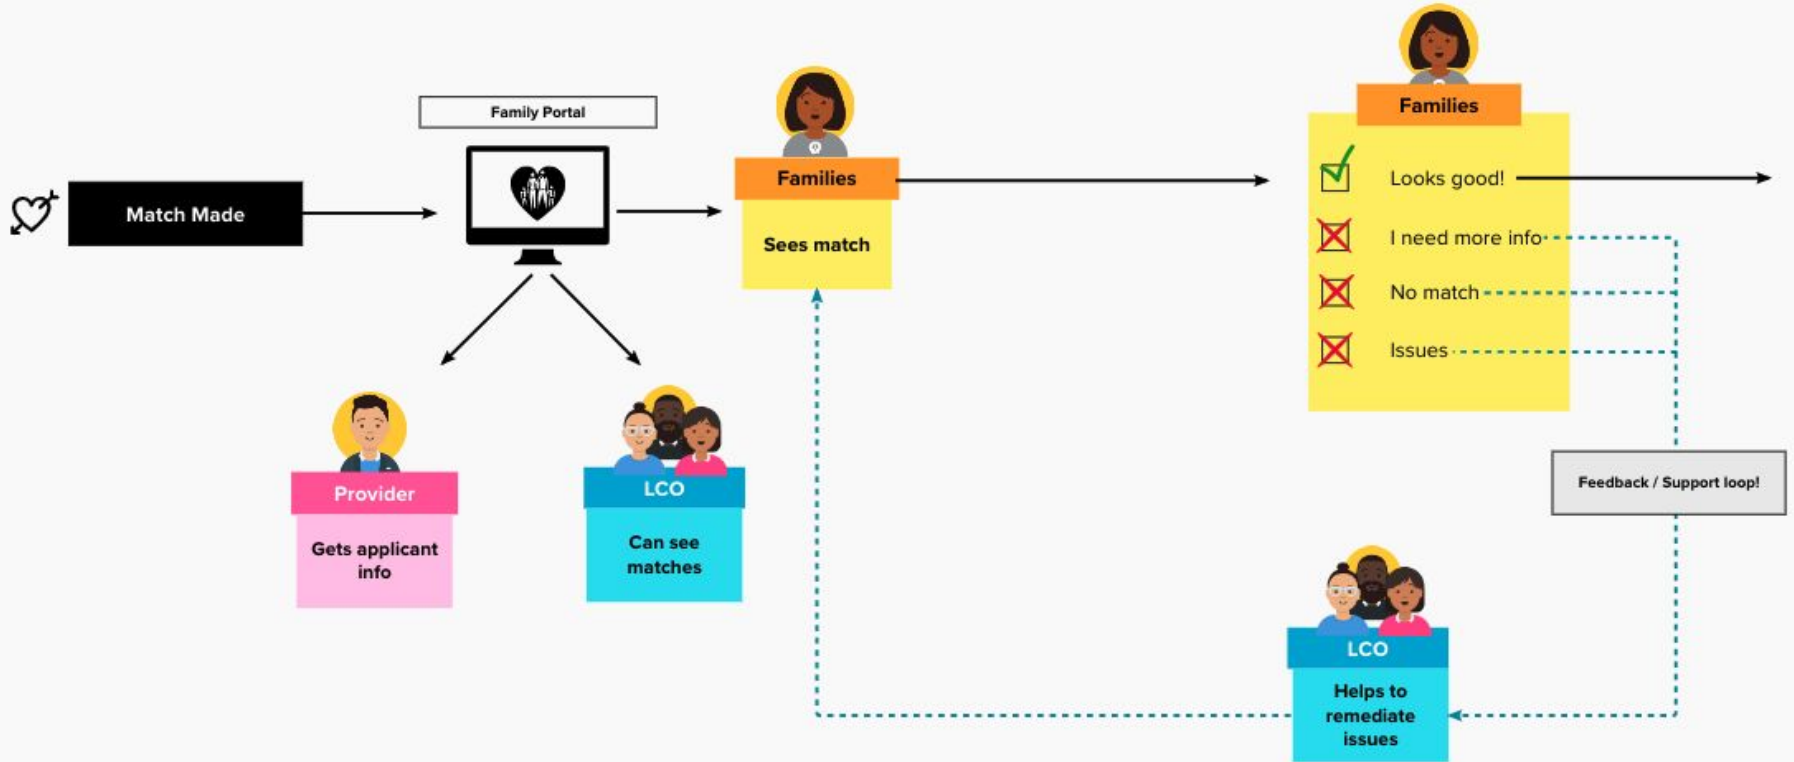 Family Portal
Match Made
Families
Sees match
Provider
Gets applicant
info
LCO
Can see
matches
Families
Looks good!
I need more info
No match
Issues
Feedback / Support loop!
LCO
Helps to
remediate
issues